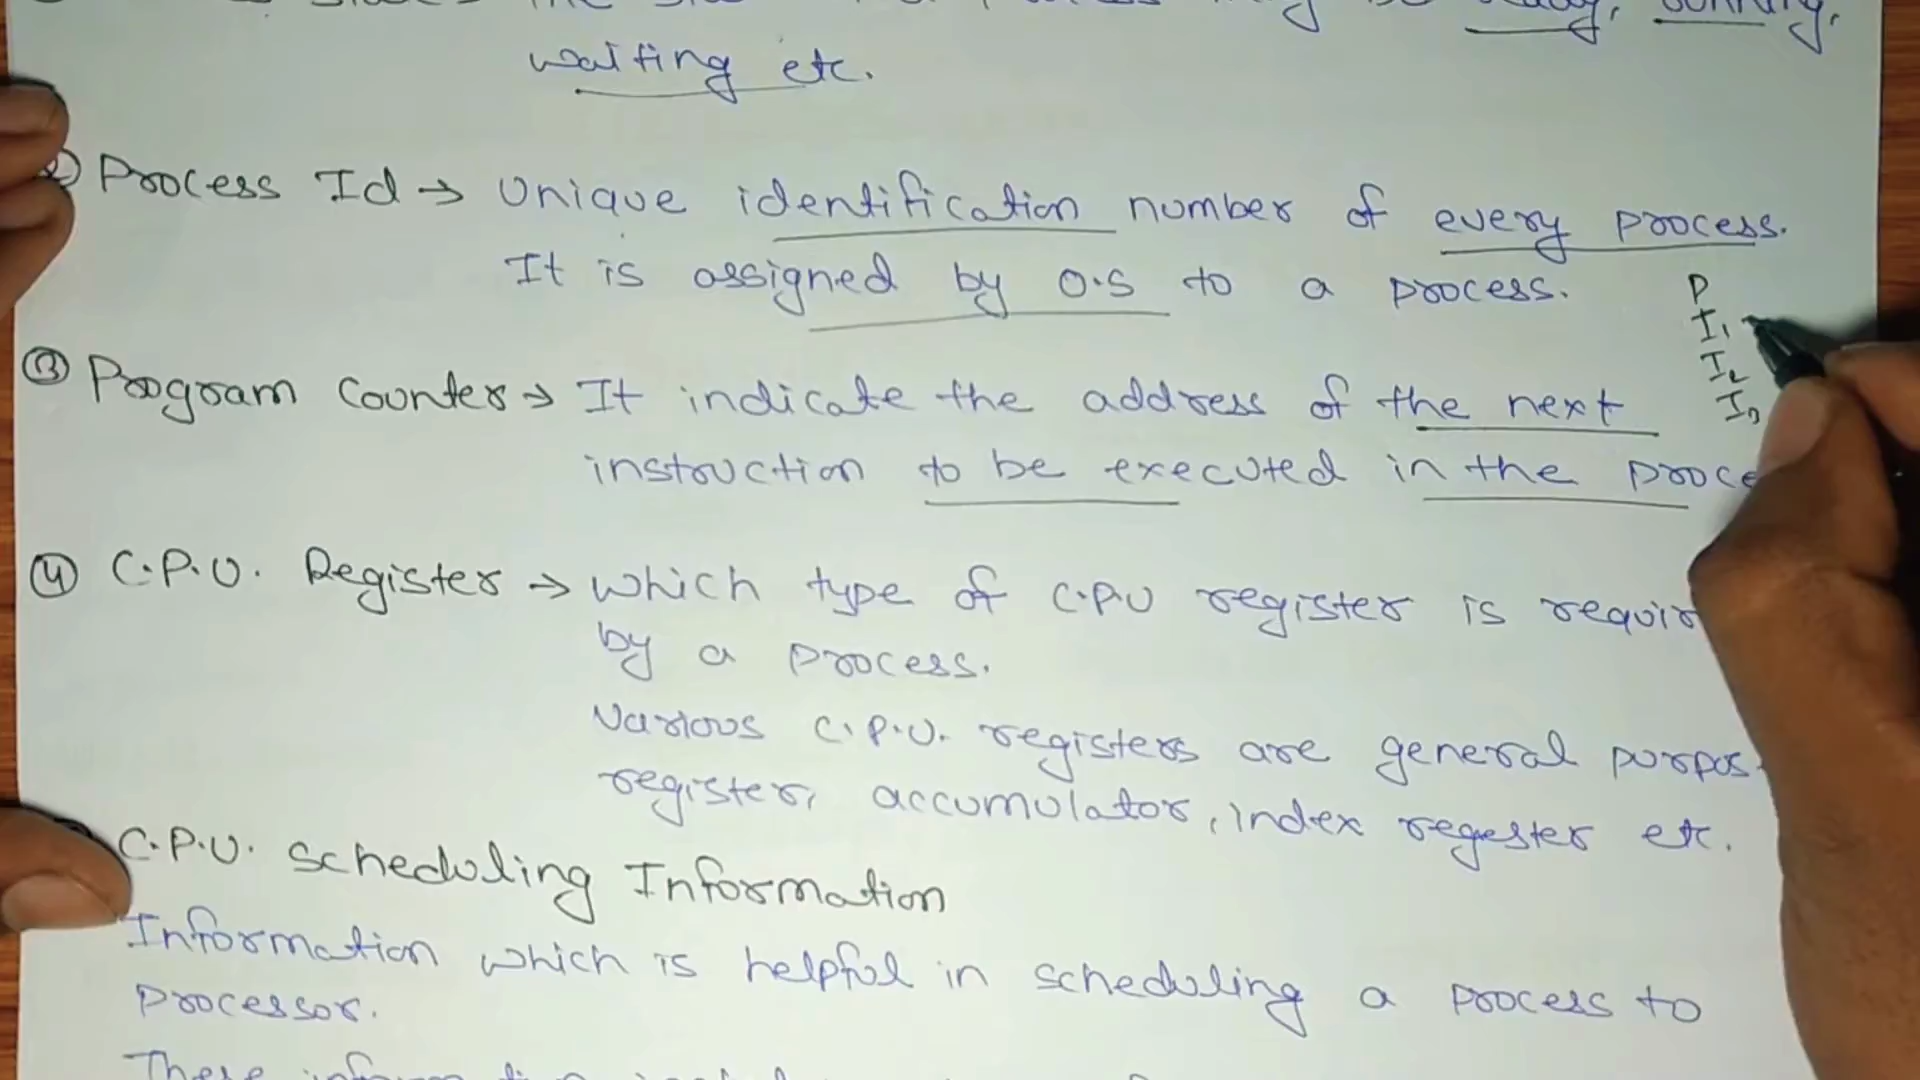 waiting etc.
② Process Id → Unique identification number of every process.
It is assigned by O.S to a process.
P
I1
I2
I3
③ Program Counter → It indicate the address of the next
instruction to be executed in the proce
④ C.P.U. Register → which type of C.P.U register is requir
by a process.
Various C.P.U. registers are general purpos
register, accumulator, index regester etc.
C.P.U. Scheduling Information
Information which is helpful in scheduling a process to
processor.